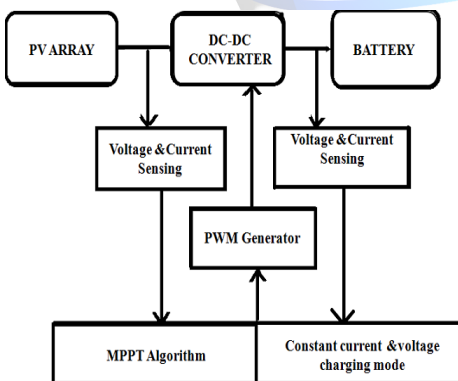 PV ARRAY
DC-DC
CONVERTER
BATTERY
Voltage &Current
Sensing
Voltage &Current
Sensing
PWM Generator
MPPT Algorithm
Constant current &voltage
charging mode